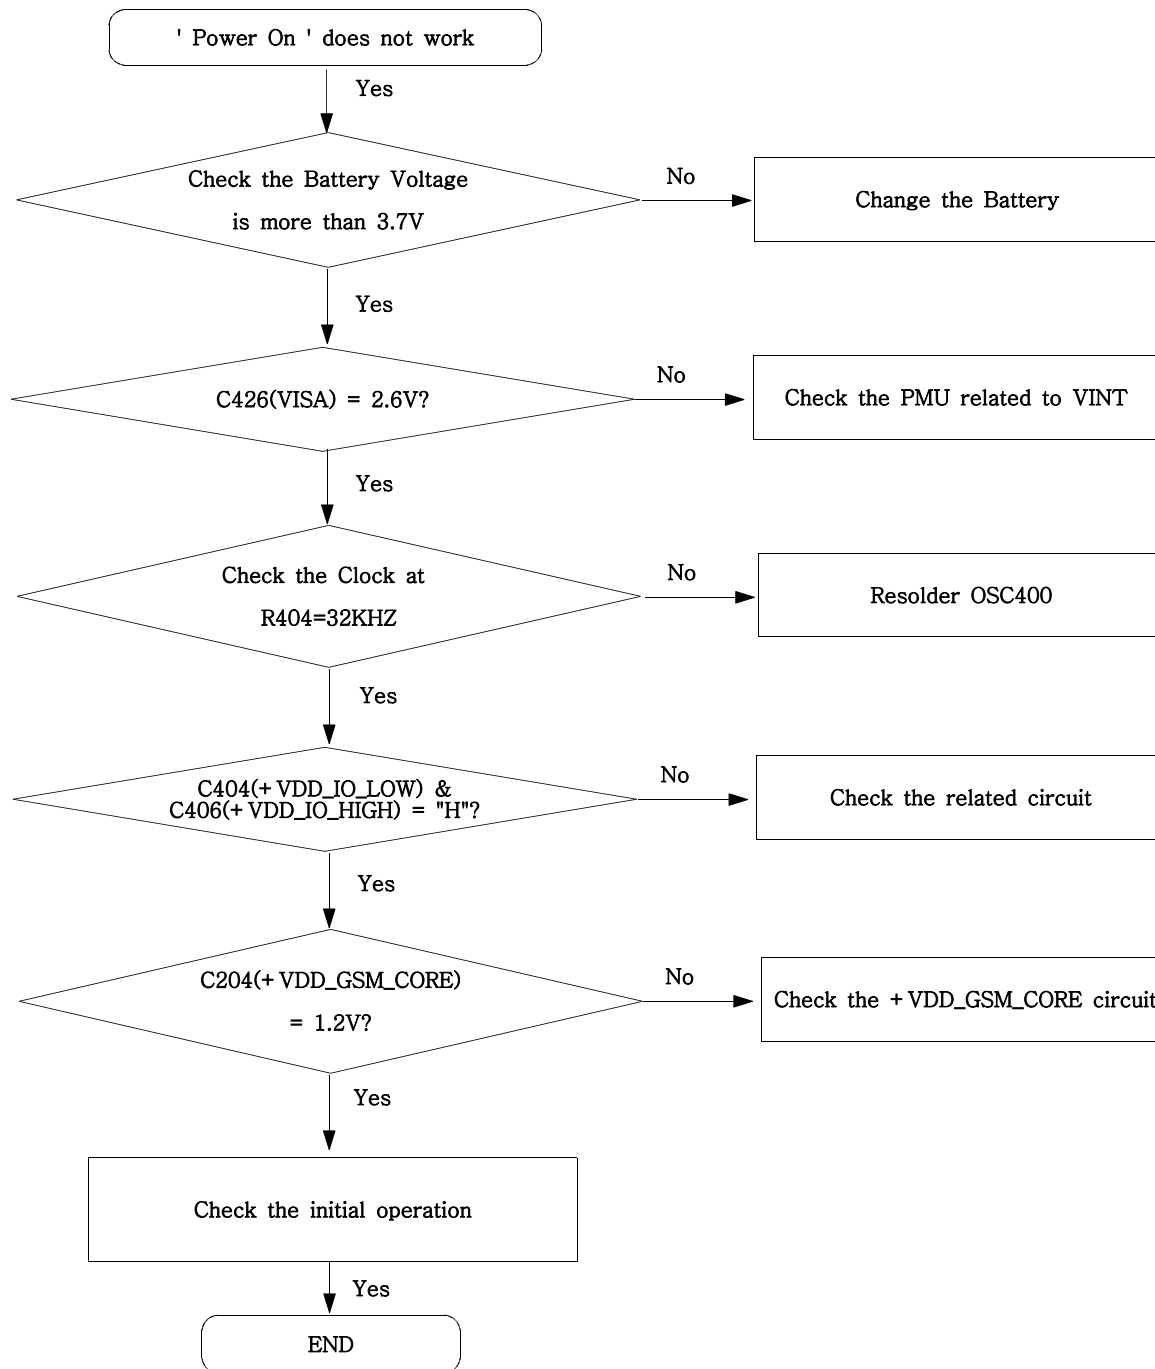 ' Power On ' does not work
Yes
Check the Battery Voltage
is more than 3.7V
No
Change the Battery
Yes
C426(VISA) = 2.6V?
No
Check the PMU related to VINT
Yes
Check the Clock at
R404=32KHZ
No
Resolder OSC400
Yes
C404(+VDD_IO_LOW) &
C406(+VDD_IO_HIGH) = "H"?
No
Check the related circuit
Yes
C204(+VDD_GSM_CORE)
= 1.2V?
No
Check the +VDD_GSM_CORE circuit
Yes
Check the initial operation
Yes
END